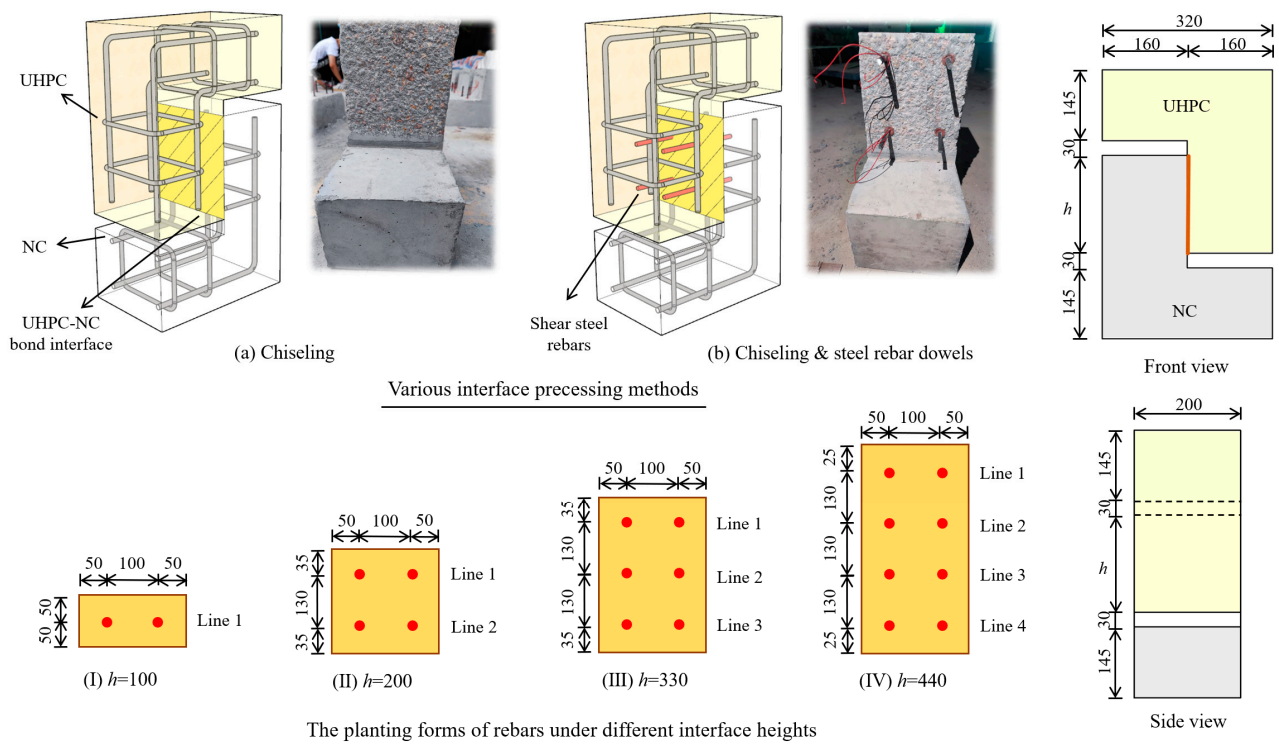 UHPC
NC
UHPC-NC
bond interface
(a) Chiseling
Shear steel
rebars
(b) Chiseling & steel rebar dowels
320
160
160
145
30
h
30
145
UHPC
NC
Front view
Various interface precessing methods
50
100
50
50
50
Line 1
(I) h=100
50
100
50
35
130
35
Line 1
Line 2
(II) h=200
50
100
50
35
130
130
35
Line 1
Line 2
Line 3
(III) h=330
50
100
50
25
130
130
130
25
Line 1
Line 2
Line 3
Line 4
(IV) h=440
200
145
30
h
30
145
Side view
The planting forms of rebars under different interface heights